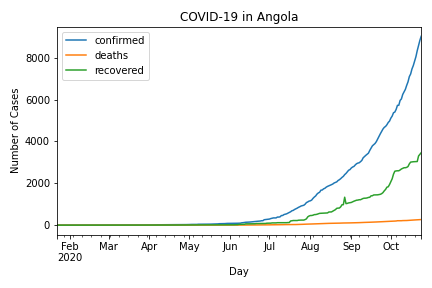 COVID-19 in Angola
confirmed
deaths
recovered
Number of Cases
8000
6000
4000
2000
0
Feb Mar Apr May Jun Jul Aug Sep Oct
2020
Day